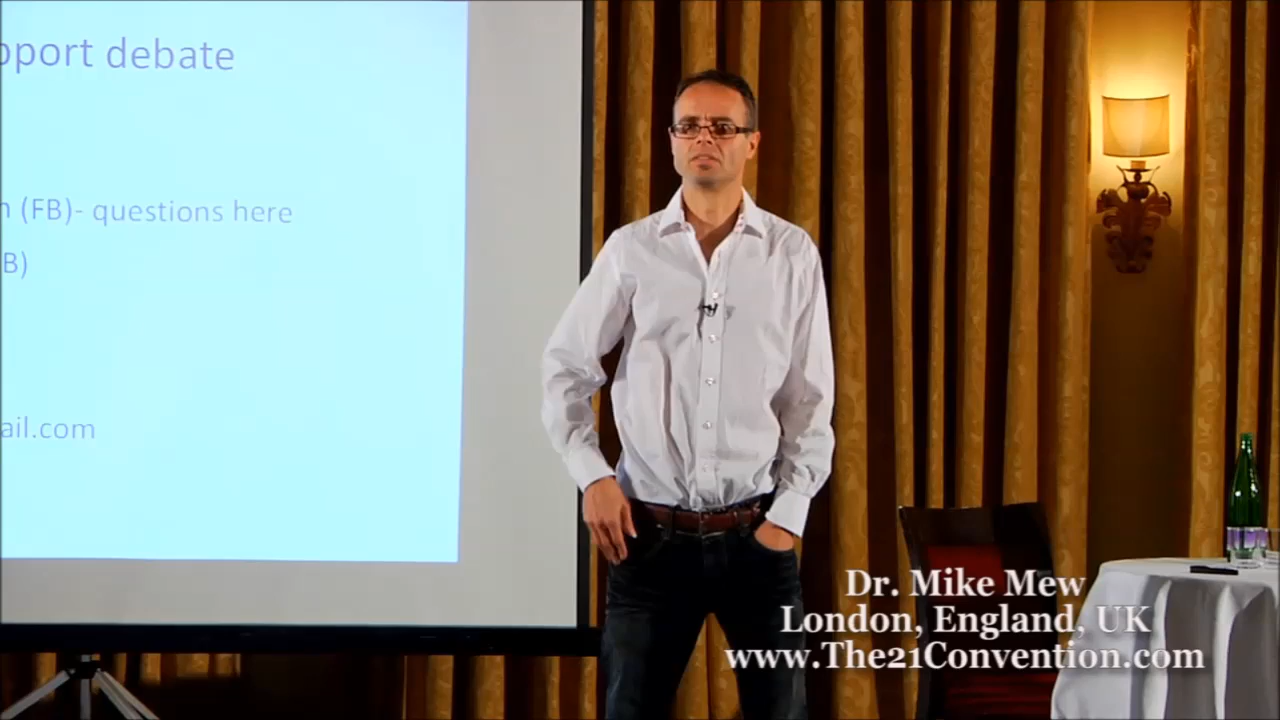 pport debate
n (FB)- questions here
B)
ail.com
Dr. Mike Mew
London, England, UK
www.The21Convention.com